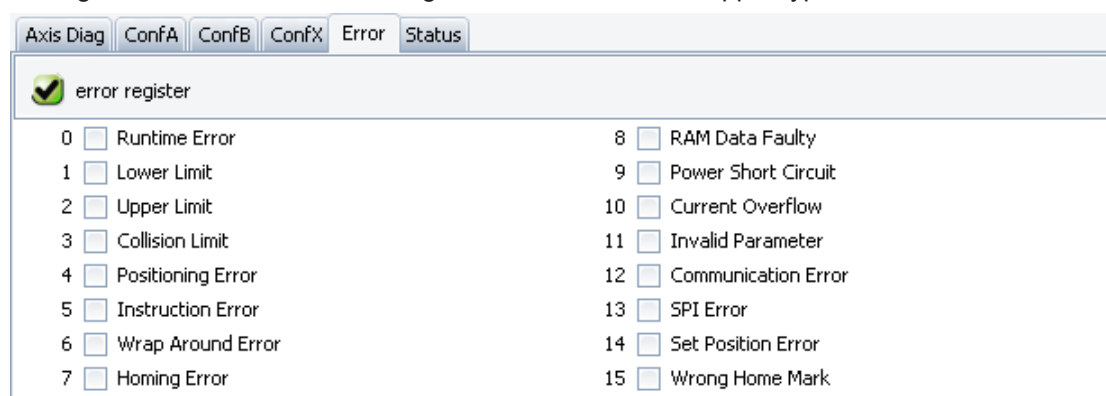 Axis Diag ConfA ConfB ConfX Error Status
error register
0 Runtime Error
1 Lower Limit
2 Upper Limit
3 Collision Limit
4 Positioning Error
5 Instruction Error
6 Wrap Around Error
7 Homing Error
8 RAM Data Faulty
9 Power Short Circuit
10 Current Overflow
11 Invalid Parameter
12 Communication Error
13 SPI Error
14 Set Position Error
15 Wrong Home Mark